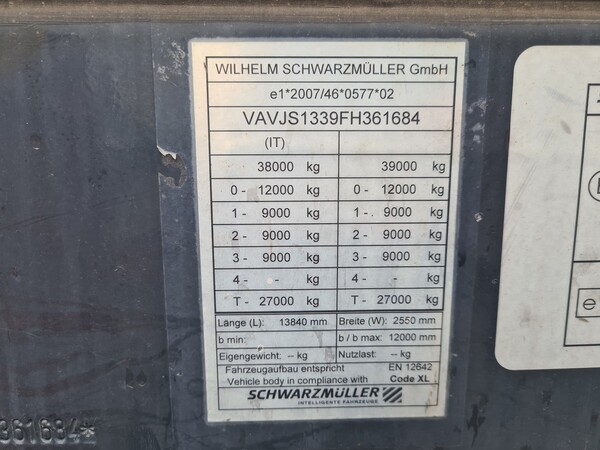 WILHELM SCHWARZMÜLLER GmbH
e1*2007/46*0577*02
VAVJS1339FH361684
(IT)
38000 kg 39000 kg
0 - 12000 kg 0 - 12000 kg
1 - 9000 kg 1 - 9000 kg
2 - 9000 kg 2 - 9000 kg
3 - 9000 kg 3 - 9000 kg
4 - - kg 4 - - kg
T - 27000 kg T - 27000 kg
Länge (L): 13840 mm Breite (W): 2550 mm
b min: b / b max: 12000 mm
Eigengewicht: -- kg Nutzlast: -- kg
Fahrzeugaufbau entspricht EN 12642
Vehicle body in compliance with Code XL
SCHWARZMÜLLER
INTELLIGENTE FAHRZEUGE
361684*
e